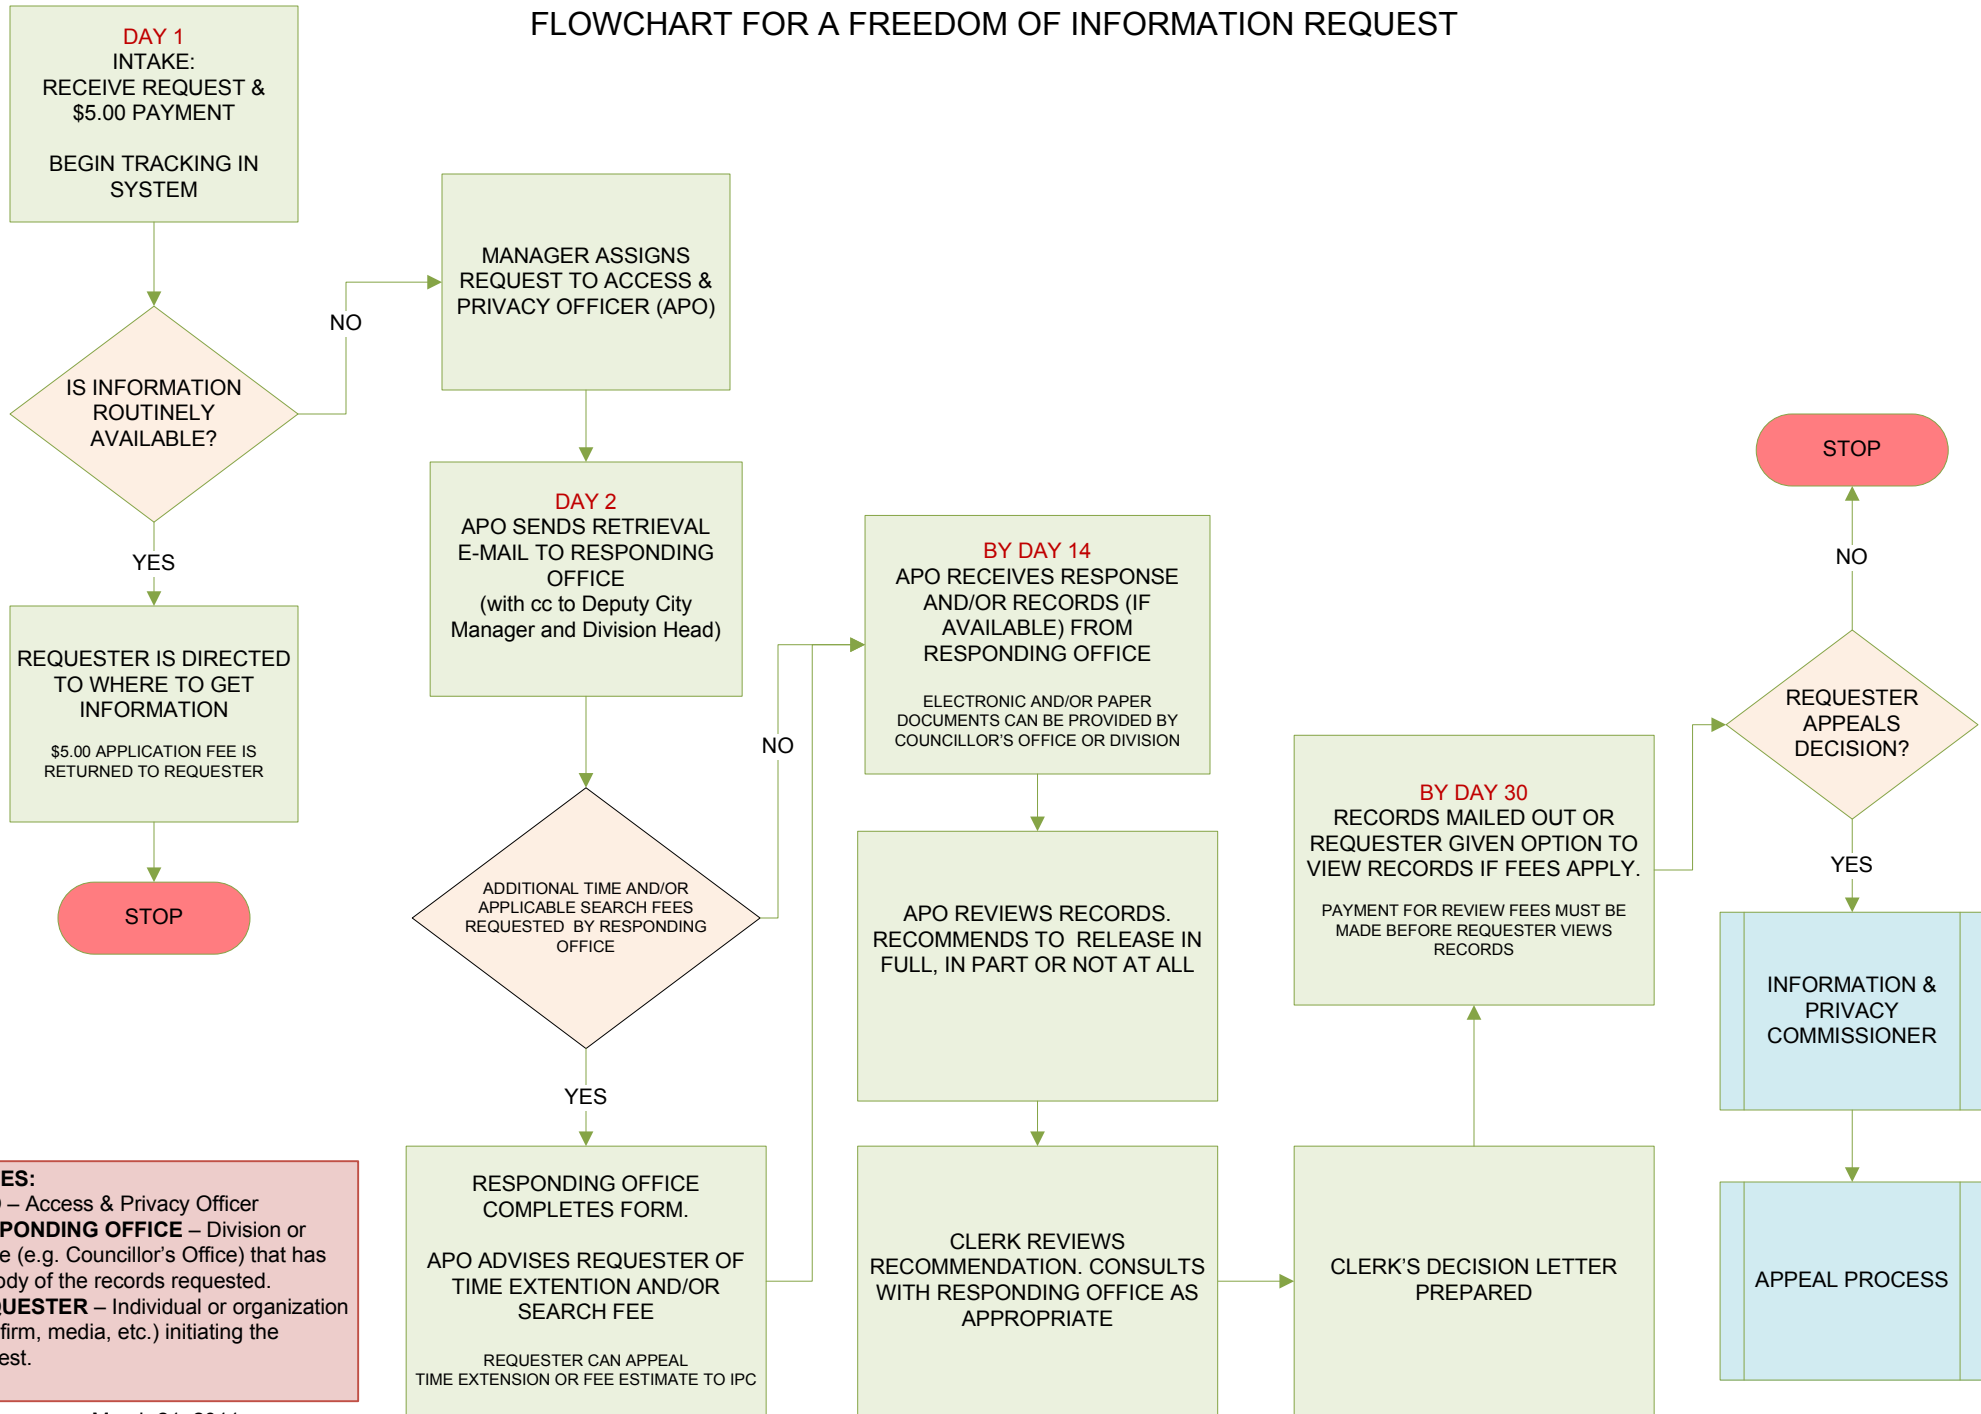 FLOWCHART FOR A FREEDOM OF INFORMATION REQUEST
DAY 1
INTAKE:
RECEIVE REQUEST &
$5.00 PAYMENT
BEGIN TRACKING IN
SYSTEM
IS INFORMATION
ROUTINELY
AVAILABLE?
NO
YES
REQUESTER IS DIRECTED
TO WHERE TO GET
INFORMATION
$5.00 APPLICATION FEE IS
RETURNED TO REQUESTER
STOP
MANAGER ASSIGNS
REQUEST TO ACCESS &
PRIVACY OFFICER (APO)
DAY 2
APO SENDS RETRIEVAL
E-MAIL TO RESPONDING
OFFICE
(with cc to Deputy City
Manager and Division Head)
ADDITIONAL TIME AND/OR
APPLICABLE SEARCH FEES
REQUESTED BY RESPONDING
OFFICE
NO
YES
RESPONDING OFFICE
COMPLETES FORM.
APO ADVISES REQUESTER OF
TIME EXTENTION AND/OR
SEARCH FEE
REQUESTER CAN APPEAL
TIME EXTENSION OR FEE ESTIMATE TO IPC
BY DAY 14
APO RECEIVES RESPONSE
AND/OR RECORDS (IF
AVAILABLE) FROM
RESPONDING OFFICE
ELECTRONIC AND/OR PAPER
DOCUMENTS CAN BE PROVIDED BY
COUNCILLOR'S OFFICE OR DIVISION
APO REVIEWS RECORDS.
RECOMMENDS TO RELEASE IN
FULL, IN PART OR NOT AT ALL
CLERK REVIEWS
RECOMMENDATION. CONSULTS
WITH RESPONDING OFFICE AS
APPROPRIATE
CLERK'S DECISION LETTER
PREPARED
BY DAY 30
RECORDS MAILED OUT OR
REQUESTER GIVEN OPTION TO
VIEW RECORDS IF FEES APPLY.
PAYMENT FOR REVIEW FEES MUST BE
MADE BEFORE REQUESTER VIEWS
RECORDS
REQUESTER
APPEALS
DECISION?
NO
STOP
YES
INFORMATION &
PRIVACY
COMMISSIONER
APPEAL PROCESS
ES:
– Access & Privacy Officer
PONDING OFFICE – Division or
e (e.g. Councillor's Office) that has
ody of the records requested.
QUESTER – Individual or organization
firm, media, etc.) initiating the
est.